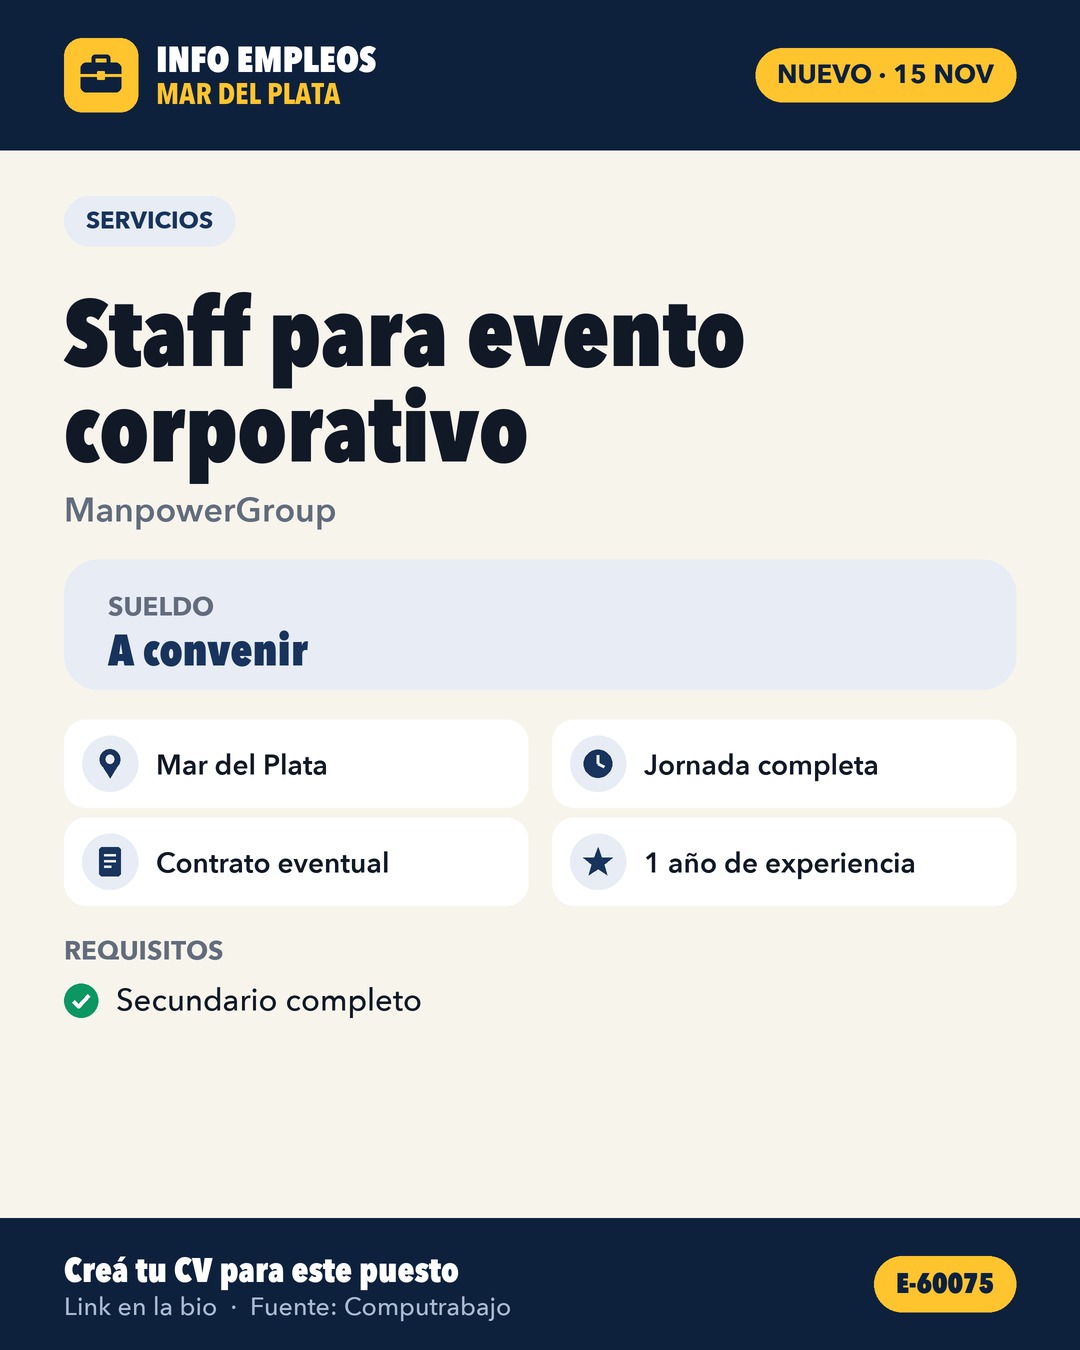 INFO EMPLEOS
MAR DEL PLATA
NUEVO · 15 NOV
SERVICIOS
Staff para evento
corporativo
ManpowerGroup
SUELDO
A convenir
Mar del Plata
Jornada completa
Contrato eventual
1 año de experiencia
REQUISITOS
Secundario completo
Creá tu CV para este puesto
Link en la bio · Fuente: Computrabajo
E-60075